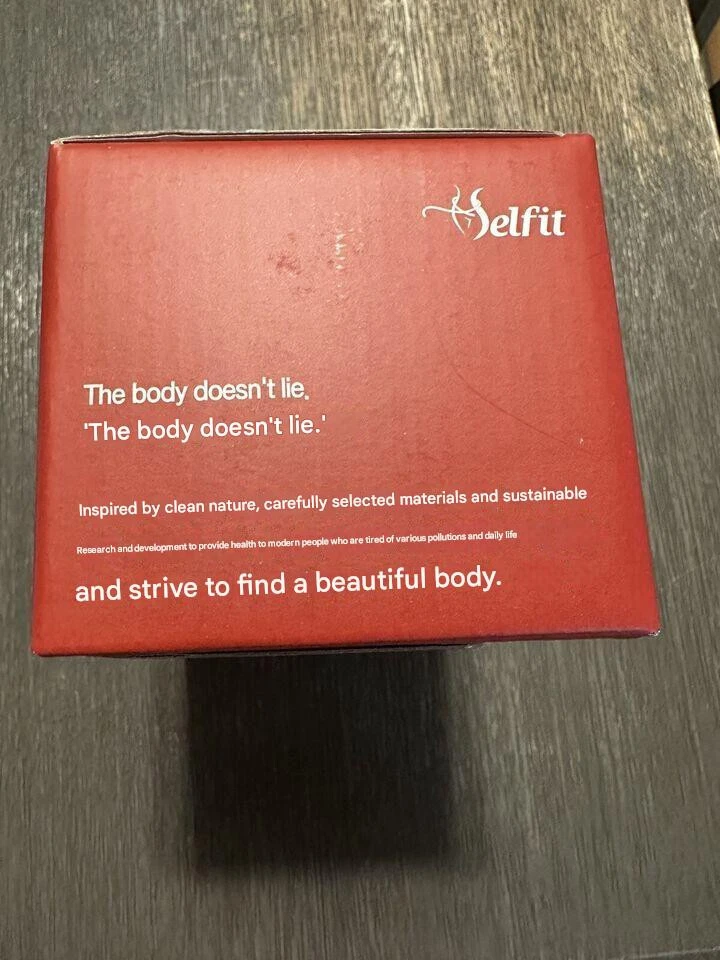 Selfit
The body doesn't lie.
'The body doesn't lie.'
Inspired by clean nature, carefully selected materials and sustainable
Research and development to provide health to modern people who are tired of various pollutions and daily life
and strive to find a beautiful body.